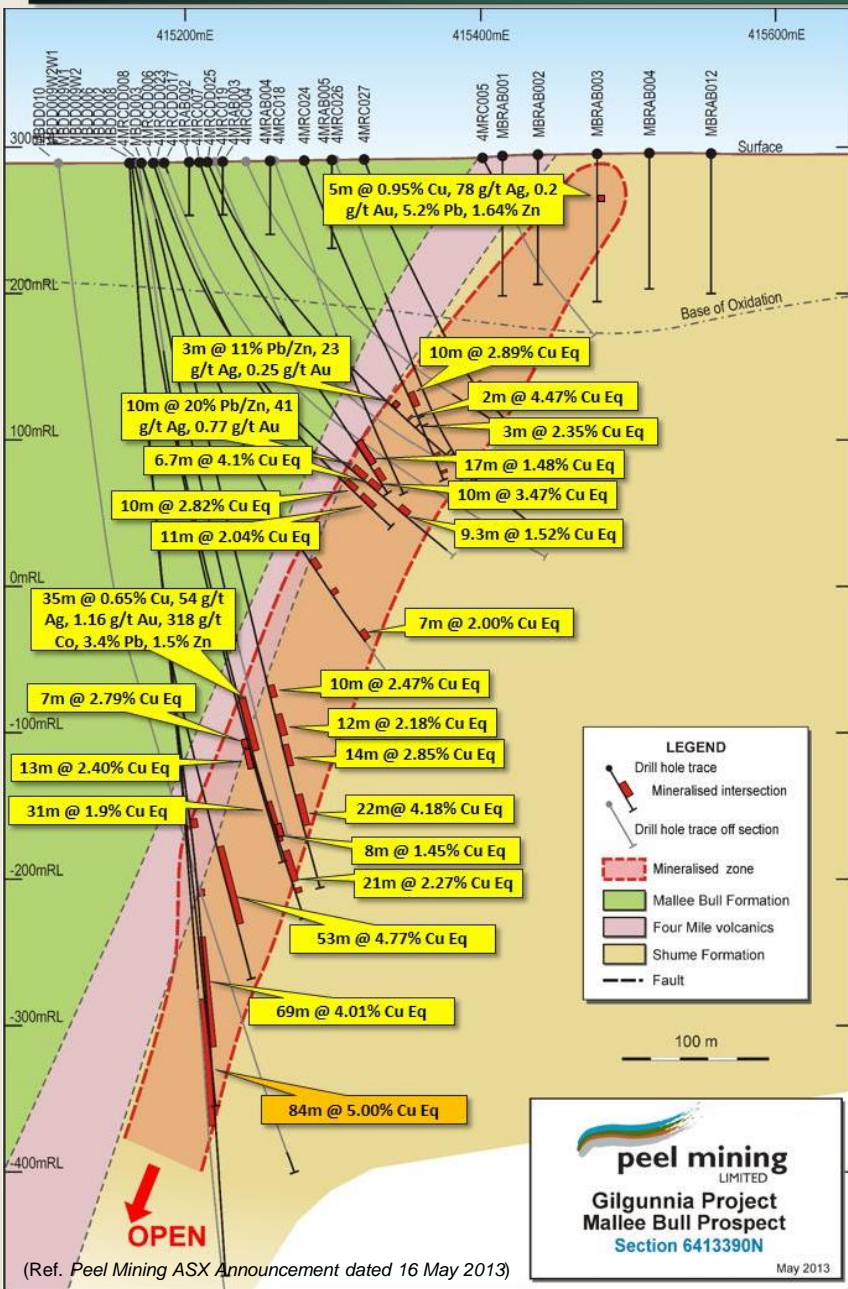 415200mE
415400mE
415600mE
MBDD010
MBDD009W2W1
MBDD009W1
MBDD009W2
MBDD008
4MRCDD008
MBDD003
4MRCDD006
4MRCDD023
4MRCDD017
4MRAB002
4MRC007
4MRCDD025
4MRC019
4MRAB003
4MRC004
4MRAB004
4MRC018
4MRC024
4MRAB005
4MRC026
4MRC027
4MRC005
MBRAB001
MBRAB002
MBRAB003
MBRAB004
MBRAB012
300mRL
Surface
5m @ 0.95% Cu, 78 g/t Ag, 0.2
g/t Au, 5.2% Pb, 1.64% Zn
200mRL
Base of Oxidation
3m @ 11% Pb/Zn, 23
g/t Ag, 0.25 g/t Au
10m @ 2.89% Cu Eq
2m @ 4.47% Cu Eq
10m @ 20% Pb/Zn, 41
g/t Ag, 0.77 g/t Au
3m @ 2.35% Cu Eq
100mRL
6.7m @ 4.1% Cu Eq
17m @ 1.48% Cu Eq
10m @ 3.47% Cu Eq
10m @ 2.82% Cu Eq
11m @ 2.04% Cu Eq
9.3m @ 1.52% Cu Eq
0mRL
35m @ 0.65% Cu, 54 g/t
Ag, 1.16 g/t Au, 318 g/t
Co, 3.4% Pb, 1.5% Zn
7m @ 2.00% Cu Eq
7m @ 2.79% Cu Eq
10m @ 2.47% Cu Eq
12m @ 2.18% Cu Eq
-100mRL
14m @ 2.85% Cu Eq
13m @ 2.40% Cu Eq
31m @ 1.9% Cu Eq
22m@ 4.18% Cu Eq
8m @ 1.45% Cu Eq
-200mRL
21m @ 2.27% Cu Eq
53m @ 4.77% Cu Eq
69m @ 4.01% Cu Eq
-300mRL
84m @ 5.00% Cu Eq
-400mRL
OPEN
LEGEND
Drill hole trace
Mineralised intersection
Drill hole trace off section
Mineralised zone
Mallee Bull Formation
Four Mile volcanics
Shume Formation
Fault
100 m
peel mining
LIMITED
Gilgunnia Project
Mallee Bull Prospect
Section 6413390N
May 2013
(Ref. Peel Mining ASX Announcement dated 16 May 2013)